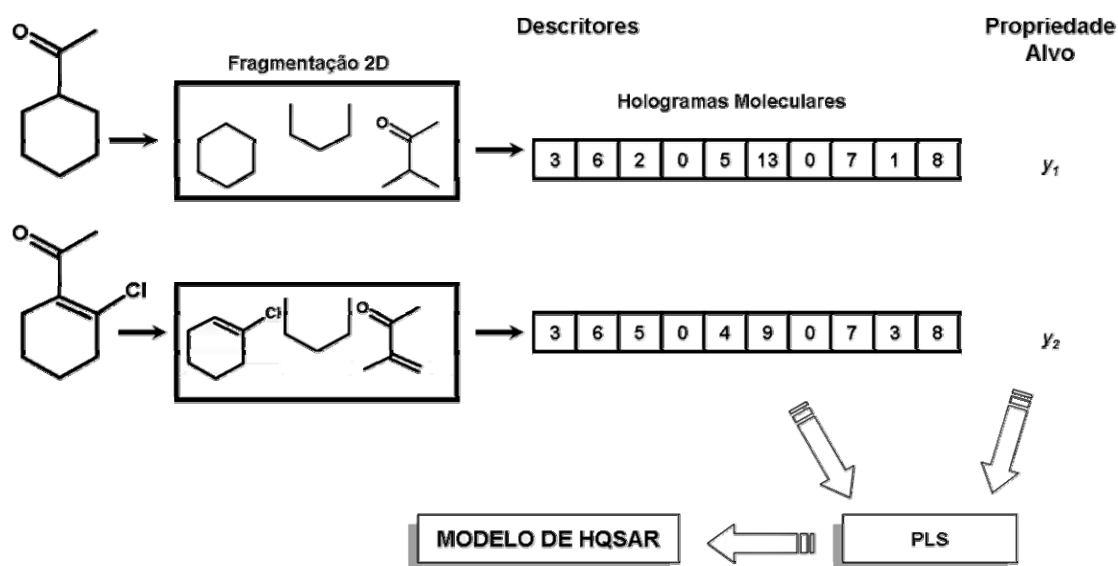 Descritores
Propriedade
Alvo
Fragmentação 2D
Hologramas Moleculares
O
O
3 6 2 0 5 13 0 7 1 8
y₁
O
Cl
Cl
O
3 6 5 0 4 9 0 7 3 8
y₂
MODELO DE HQSAR
PLS